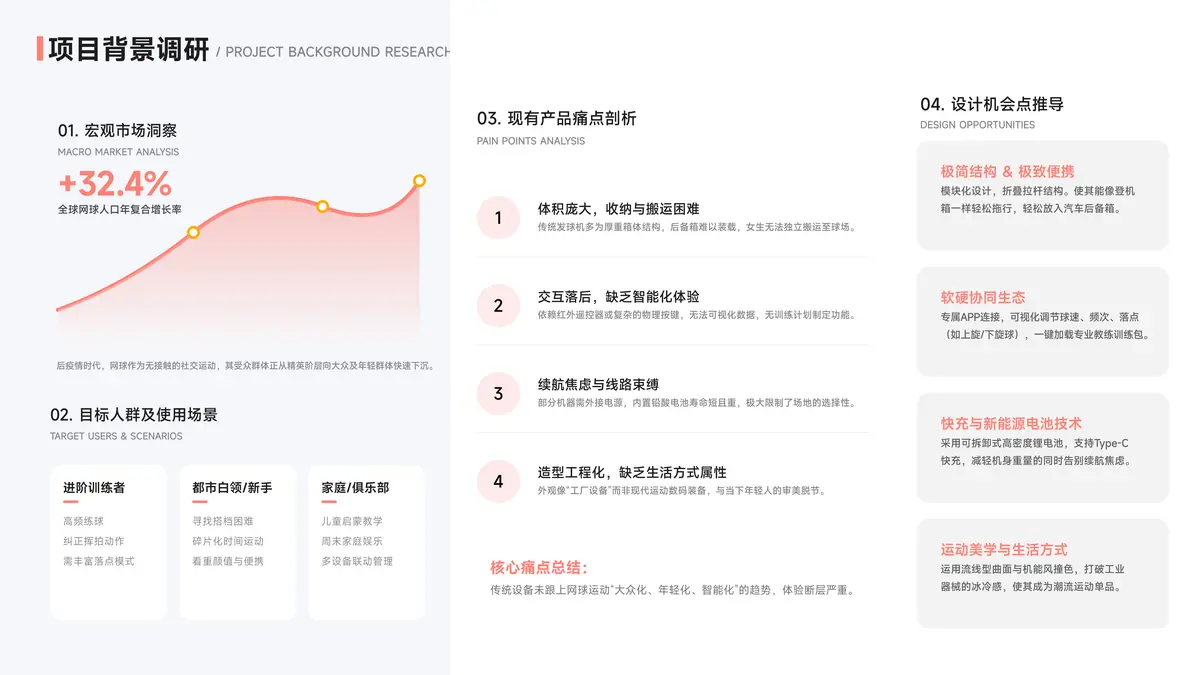 项目背景调研 / PROJECT BACKGROUND RESEARCH
01. 宏观市场洞察
MACRO MARKET ANALYSIS
+32.4%
全球网球人口年复合增长率
后疫情时代，网球作为无接触的社交运动，其受众群体正从精英阶层向大众及年轻群体快速下沉。
02. 目标人群及使用场景
TARGET USERS & SCENARIOS
进阶训练者
高频练球
纠正挥拍动作
需丰富落点模式
都市白领/新手
寻找搭档困难
碎片化时间运动
看重颜值与便携
家庭/俱乐部
儿童启蒙教学
周末家庭娱乐
多设备联动管理
03. 现有产品痛点剖析
PAIN POINTS ANALYSIS
1
体积庞大，收纳与搬运困难
传统发球机多为厚重箱体结构，后备箱难以装载，女生无法独立搬运至球场。
2
交互落后，缺乏智能化体验
依赖红外遥控器或复杂的物理按键，无法可视化数据，无训练计划制定功能。
3
续航焦虑与线路束缚
部分机器需外接电源，内置铅酸电池寿命短且重，极大限制了场地的选择性。
4
造型工程化，缺乏生活方式属性
外观像“工厂设备”而非现代运动数码装备，与当下年轻人的审美脱节。
核心痛点总结：
传统设备未跟上网球运动“大众化、年轻化、智能化”的趋势，体验断层严重。
04. 设计机会点推导
DESIGN OPPORTUNITIES
极简结构 & 极致便携
模块化设计，折叠拉杆结构。使其能像登机
箱一样轻松拖行，轻松放入汽车后备箱。
软硬协同生态
专属APP连接，可视化调节球速、频次、落点
（如上旋/下旋球），一键加载专业教练训练包。
快充与新能源电池技术
采用可拆卸式高密度锂电池，支持Type-C
快充，减轻机身重量的同时告别续航焦虑。
运动美学与生活方式
运用流线型曲面与机能风撞色，打破工业
器械的冰冷感，使其成为潮流运动单品。